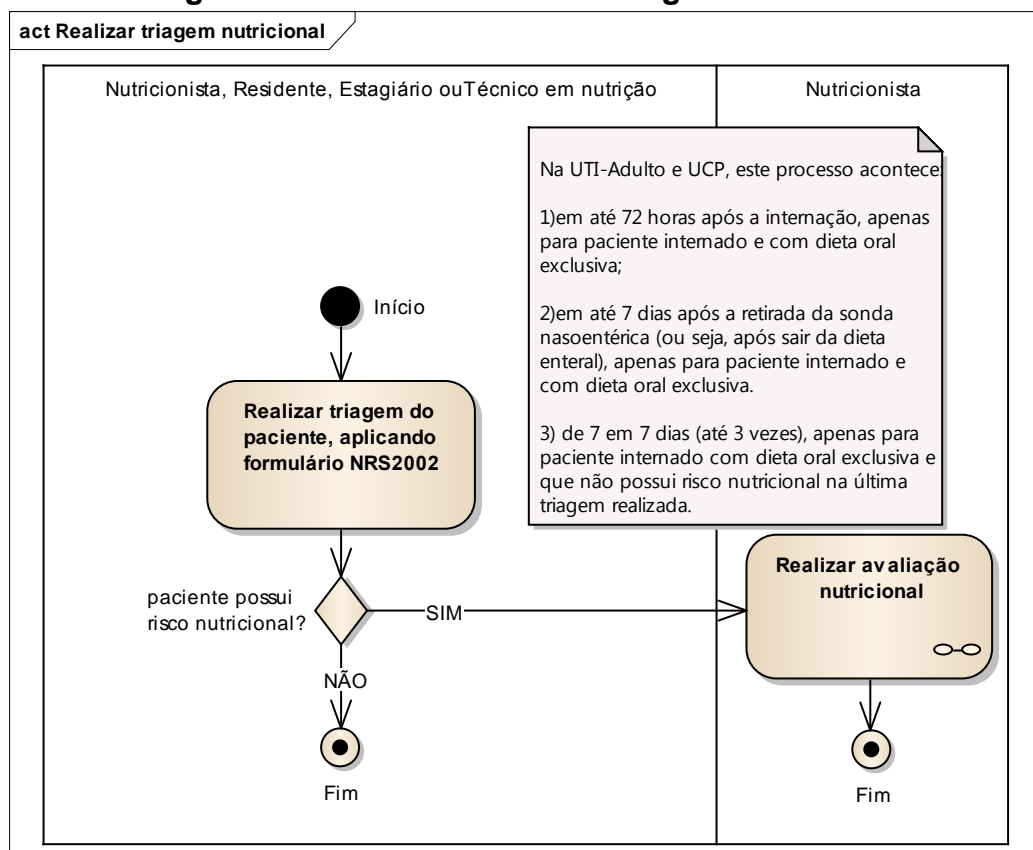 act Realizar triagem nutricional
Nutricionista, Residente, Estagiário ouTécnico em nutrição
Nutricionista
Na UTI-Adulto e UCP, este processo acontece:
1)em até 72 horas após a internação, apenas
para paciente internado e com dieta oral
exclusiva;
2)em até 7 dias após a retirada da sonda
nasoentérica (ou seja, após sair da dieta
enteral), apenas para paciente internado e
com dieta oral exclusiva.
3) de 7 em 7 dias (até 3 vezes), apenas para
paciente internado com dieta oral exclusiva e
que não possui risco nutricional na última
triagem realizada.
Início
Realizar triagem do
paciente, aplicando
formulário NRS2002
paciente possui
risco nutricional?
SIM
Realizar avaliação
nutricional
NÃO
Fim
Fim